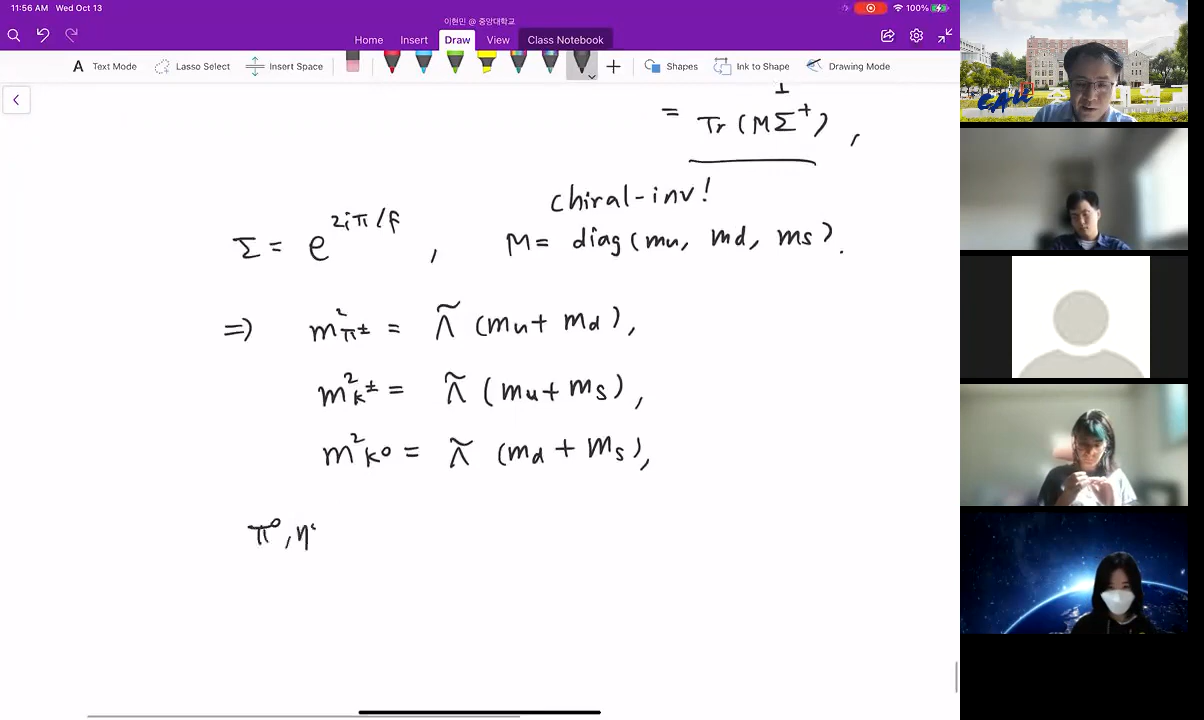 11:56 AM Wed Oct 13
100%
이현민 @ 중앙대학교
Home Insert Draw View Class Notebook
A Text Mode Lasso Select Insert Space Shapes Ink to Shape Drawing Mode
= Tr (MΣ⁺) ,
chiral-inv!
Σ = e^{2iπ/f} , M = diag (mu, md, ms).
=> m²π± = Λ̃ (mu + md),
m²k± = Λ̃ (mu + ms),
m²k⁰ = Λ̃ (md + ms),
π⁰, η
CAU